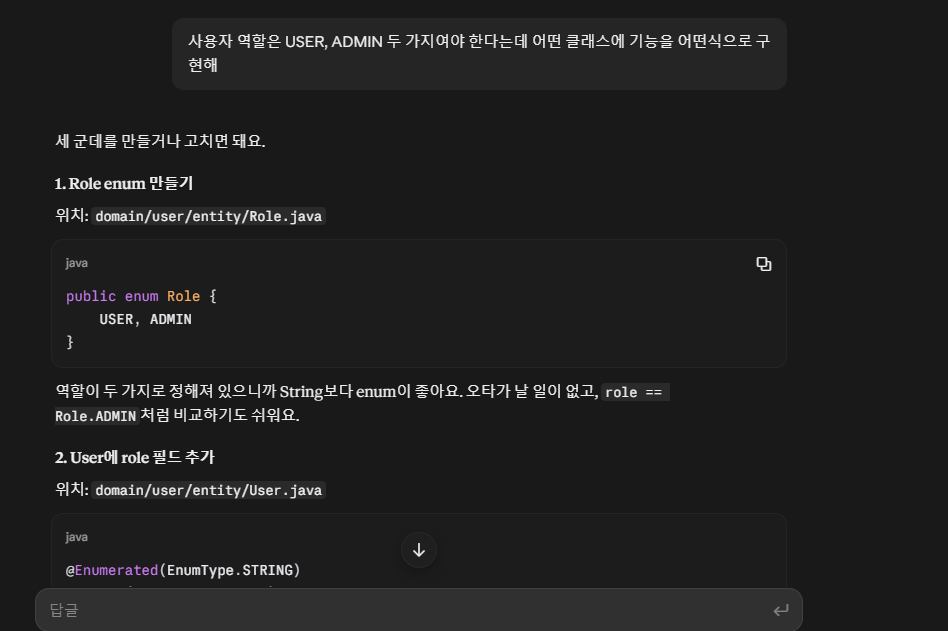 사용자 역할은 USER, ADMIN 두 가지여야 한다는데 어떤 클래스에 기능을 어떤식으로 구
현해
세 군데를 만들거나 고치면 돼요.
1. Role enum 만들기
위치: domain/user/entity/Role.java
java
public enum Role {
USER, ADMIN
}
역할이 두 가지로 정해져 있으니까 String보다 enum이 좋아요. 오타가 날 일이 없고, role ==
Role.ADMIN 처럼 비교하기도 쉬워요.
2. User에 role 필드 추가
위치: domain/user/entity/User.java
java
@Enumerated(EnumType.STRING)
답글